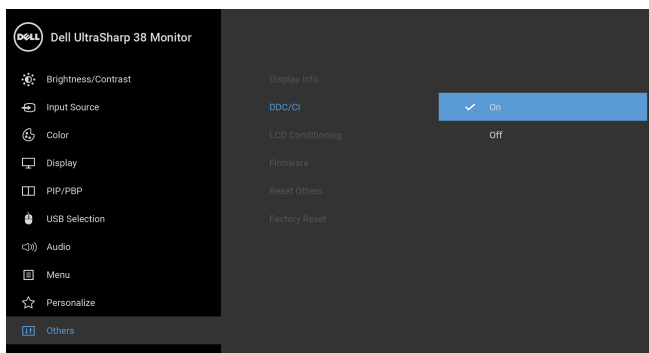 DELL Dell UltraSharp 38 Monitor
Brightness/Contrast
Input Source
Color
Display
PIP/PBP
USB Selection
Audio
Menu
Personalize
Others
Display Info
DDC/CI
LCD Conditioning
Firmware
Reset Others
Factory Reset
On
Off